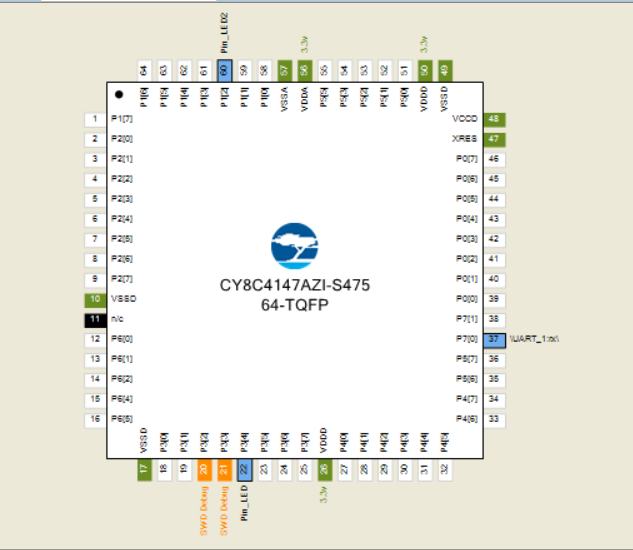 Pin_LED2
3.3v
3.3v
64 63 62 61 60 59 58 57 56 55 54 53 52 51 50 49
P1[6] P1[5] P1[4] P1[3] P1[2] P1[1] P1[0] VSSA VDDA P5[5] P5[3] P5[2] P5[1] P5[0] VDDD VSSD
1 P1[7] VCCD 48
2 P2[0] XRES 47
3 P2[1] P0[7] 46
4 P2[2] P0[6] 45
5 P2[3] P0[5] 44
6 P2[4] P0[4] 43
7 P2[5] P0[3] 42
8 P2[6] P0[2] 41
9 P2[7] P0[1] 40
10 VSSD P0[0] 39
11 n/c P7[1] 38
12 P6[0] P7[0] 37 \UART_1:rx\
13 P6[1] P5[7] 36
14 P6[2] P5[6] 35
15 P6[4] P4[7] 34
16 P6[5] P4[6] 33
CY8C4147AZI-S475
64-TQFP
VSSD P3[0] P3[1] P3[2] P3[3] P3[4] P3[5] P3[6] P3[7] VDDD P4[0] P4[1] P4[2] P4[3] P4[4] P4[5]
17 18 19 20 21 22 23 24 25 26 27 28 29 30 31 32
SWD:Debug
SWD:Debug
Pin_LED
3.3v